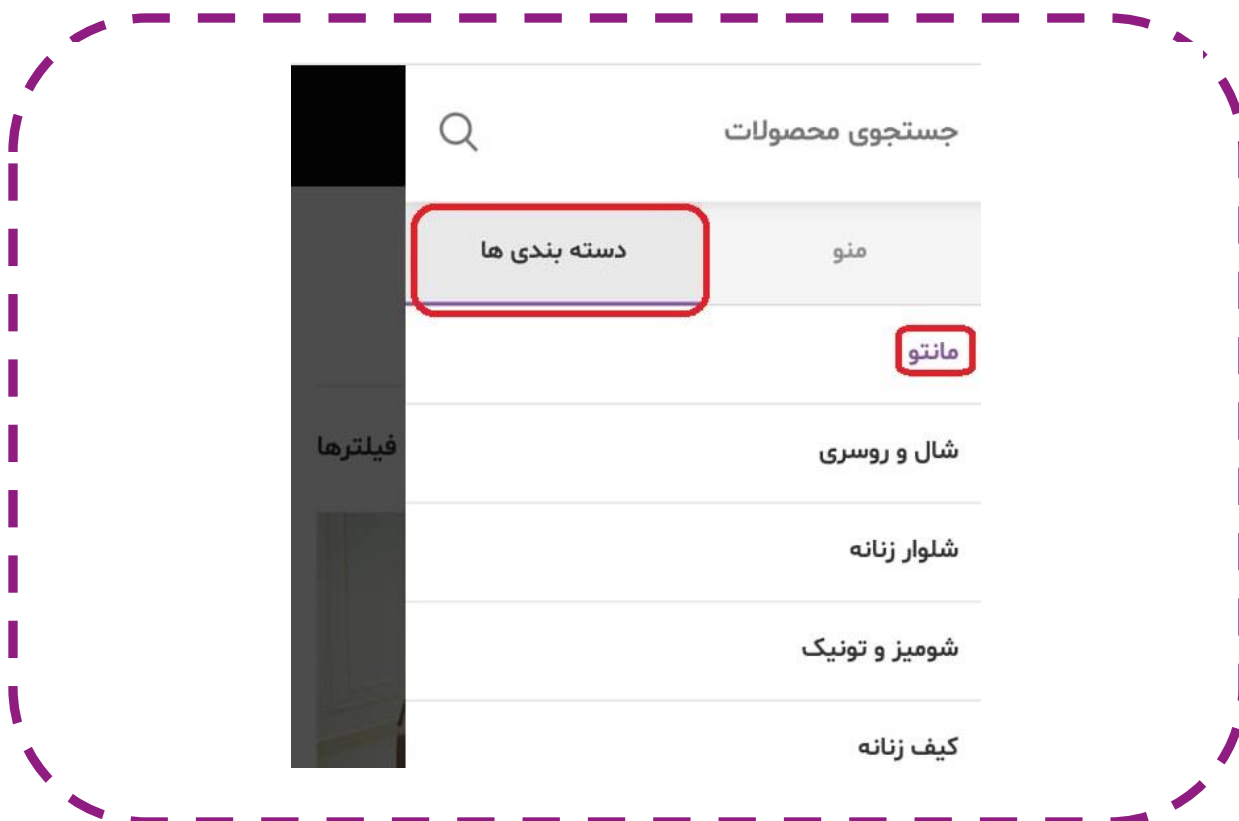 جستجوی محصولات
منو
دسته بندی ها
مانتو
شال و روسری
فیلترها
شلوار زنانه
شومیز و تونیک
کیف زنانه